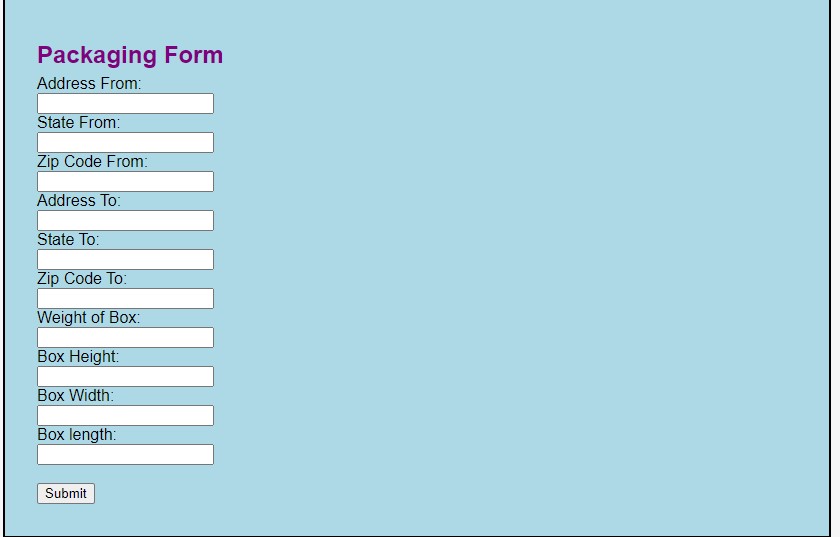 Packaging Form
Address From:
State From:
Zip Code From:
Address To:
State To:
Zip Code To:
Weight of Box:
Box Height:
Box Width:
Box length:
Submit